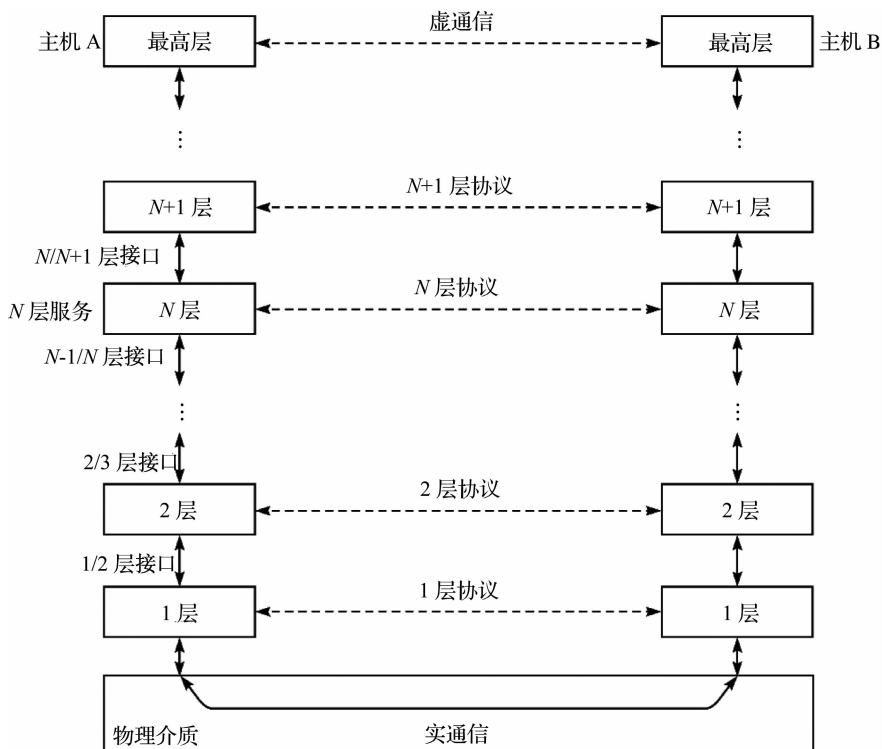 虚通信
主机 A
最高层
最高层
主机 B
⋮
⋮
N+1 层协议
N+1 层
N+1 层
N/N+1 层接口
N 层协议
N 层服务
N 层
N 层
N-1/N 层接口
⋮
⋮
2/3 层接口
2 层协议
2 层
2 层
1/2 层接口
1 层协议
1 层
1 层
物理介质
实通信